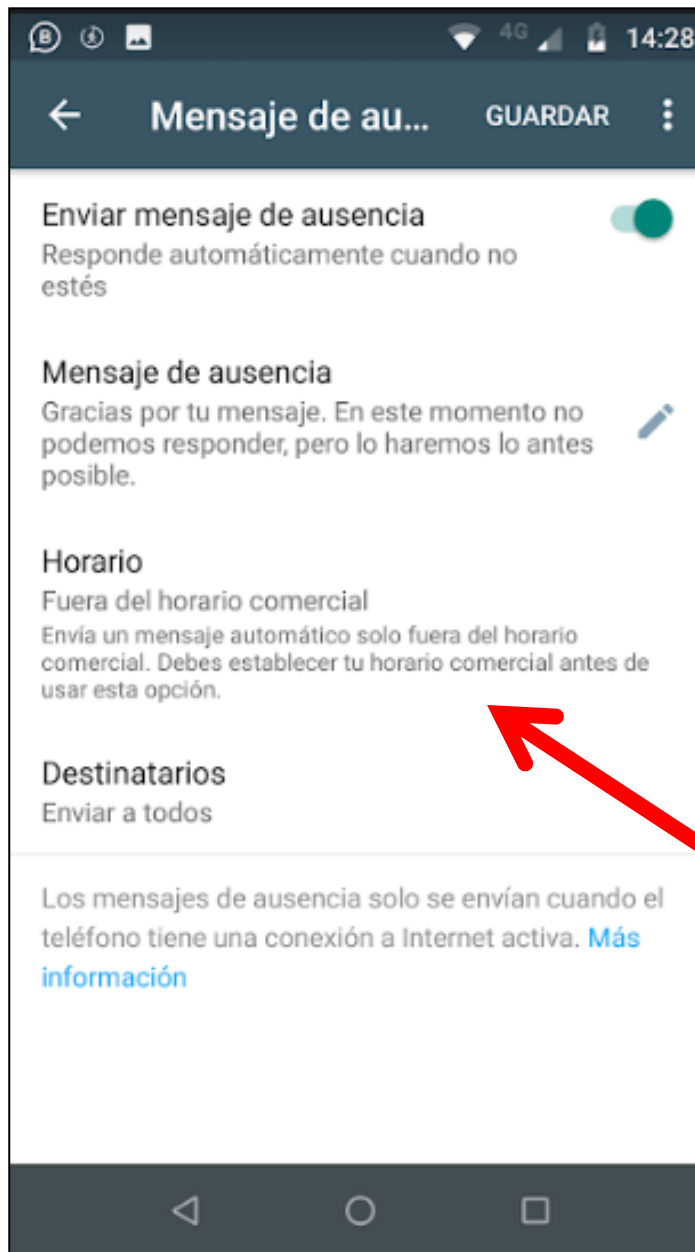 4G 14:28
Mensaje de au... GUARDAR
Enviar mensaje de ausencia
Responde automáticamente cuando no
estés
Mensaje de ausencia
Gracias por tu mensaje. En este momento no
podemos responder, pero lo haremos lo antes
posible.
Horario
Fuera del horario comercial
Envía un mensaje automático solo fuera del horario
comercial. Debes establecer tu horario comercial antes de
usar esta opción.
Destinatarios
Enviar a todos
Los mensajes de ausencia solo se envían cuando el
teléfono tiene una conexión a Internet activa. Más
información